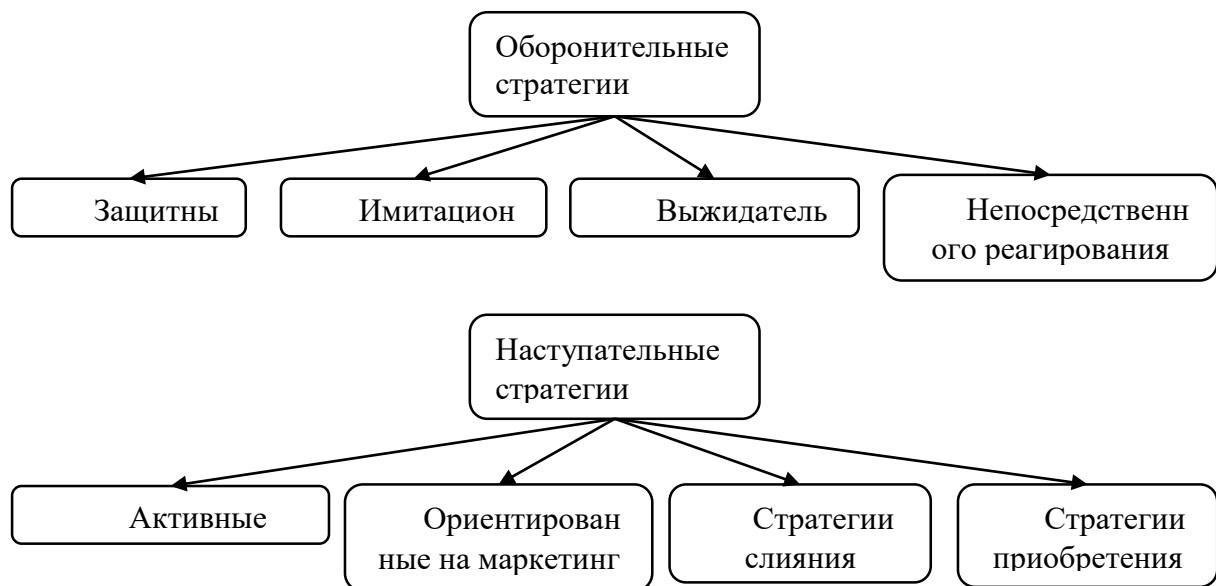 Оборонительные
стратегии
Защитны
Имитацион
Выжидатель
Непосредственн
ого реагирования
Наступательные
стратегии
Активные
Ориентирован
ные на маркетинг
Стратегии
слияния
Стратегии
приобретения